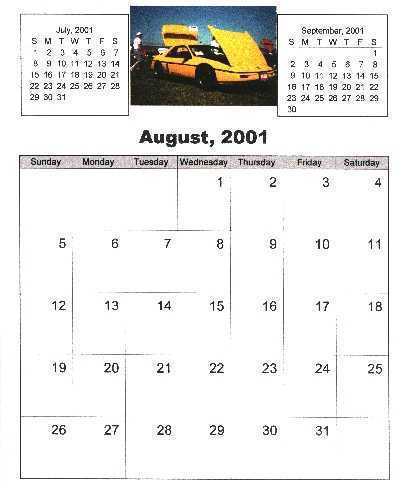 July, 2001
S M T W T F S
1 2 3 4 5 6 7
8 9 10 11 12 13 14
15 16 17 18 19 20 21
22 23 24 25 26 27 28
29 30 31
September, 2001
S M T W T F S
1
2 3 4 5 6 7 8
9 10 11 12 13 14 15
16 17 18 19 20 21 22
23 24 25 26 27 28 29
30
August, 2001
Sunday Monday Tuesday Wednesday Thursday Friday Saturday
1 2 3 4
5 6 7 8 9 10 11
12 13 14 15 16 17 18
19 20 21 22 23 24 25
26 27 28 29 30 31